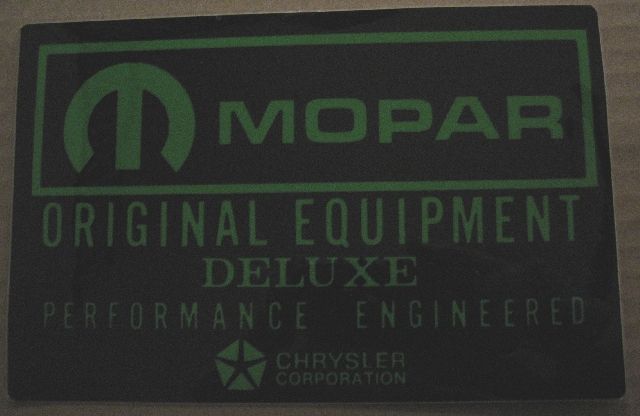 MOPAR
ORIGINAL EQUIPMENT
DELUXE
PERFORMANCE ENGINEERED
CHRYSLER
CORPORATION